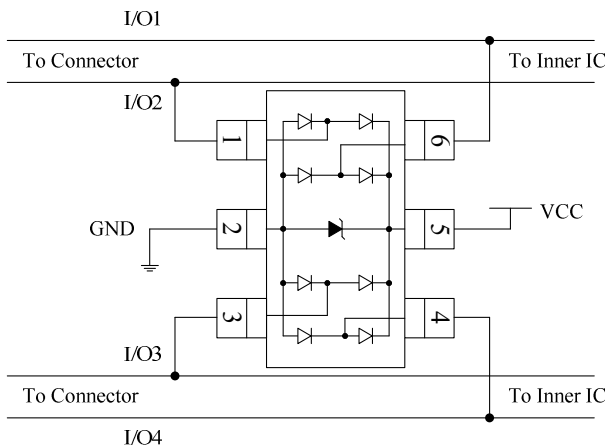 I/O1
To Connector
To Inner IC
I/O2
1
6
GND
2
5
VCC
3
4
I/O3
To Connector
To Inner IC
I/O4